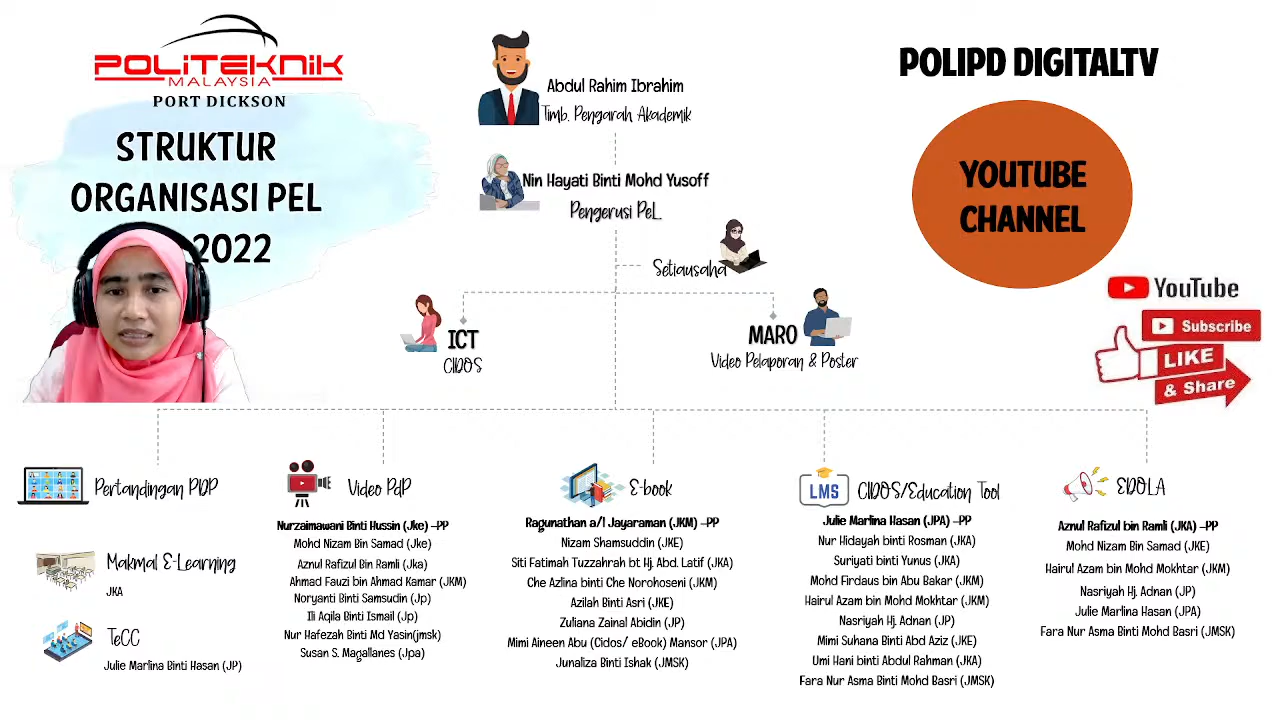 POLITEKNIK
MALAYSIA
PORT DICKSON
STRUKTUR
ORGANISASI PEL
2022
Abdul Rahim Ibrahim
Timb. Pengarah Akademik
Nin Hayati Binti Mohd Yusoff
Pengerusi PeL
Setiausaha
ICT
CIDOS
MARO
Video Pelaporan & Poster
POLIPD DIGITALTV
YOUTUBE
CHANNEL
YouTube
Subscribe
LIKE
& Share
Pertandingan PDP
Makmal E-Learning
JKA
TeCC
Julie Marlina Binti Hasan (JP)
Video PdP
Nurzaimawani Binti Hussin (Jke) -PP
Mohd Nizam Bin Samad (Jke)
Aznul Rafizul Bin Ramli (Jka)
Ahmad Fauzi bin Ahmad Kamar (JKM)
Noryanti Binti Samsudin (Jp)
Ili Aqila Binti Ismail (Jp)
Nur Hafezah Binti Md Yasin(jmsk)
Susan S. Magallanes (Jpa)
E-book
Ragunathan a/l Jayaraman (JKM) -PP
Nizam Shamsuddin (JKE)
Siti Fatimah Tuzzahrah bt Hj. Abd. Latif (JKA)
Che Azlina binti Che Norohoseni (JKM)
Azilah Binti Asri (JKE)
Zuliana Zainal Abidin (JP)
Mimi Aineen Abu (Cidos/ eBook) Mansor (JPA)
Junaliza Binti Ishak (JMSK)
LMS
CIDOS/Education Tool
Julie Marlina Hasan (JPA) -PP
Nur Hidayah binti Rosman (JKA)
Suriyati binti Yunus (JKA)
Mohd Firdaus bin Abu Bakar (JKM)
Hairul Azam bin Mohd Mokhtar (JKM)
Nasriyah Hj. Adnan (JP)
Mimi Suhana Binti Abd Aziz (JKE)
Umi Hani binti Abdul Rahman (JKA)
Fara Nur Asma Binti Mohd Basri (JMSK)
EDOLA
Aznul Rafizul bin Ramli (JKA) -PP
Mohd Nizam Bin Samad (JKE)
Hairul Azam bin Mohd Mokhtar (JKM)
Nasriyah Hj. Adnan (JP)
Julie Marlina Hasan (JPA)
Fara Nur Asma Binti Mohd Basri (JMSK)